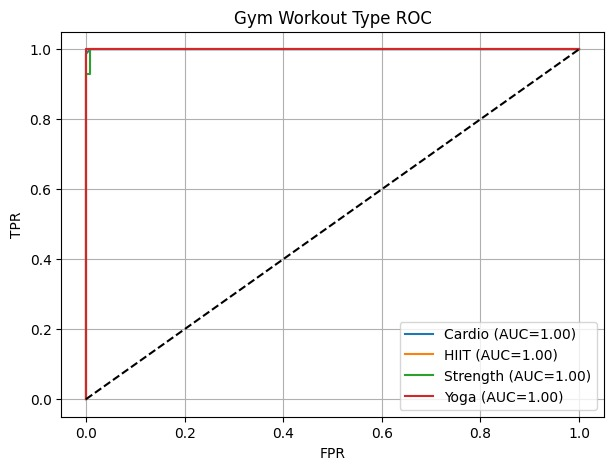 Gym Workout Type ROC
1.0
0.8
0.6
0.4
0.2
0.0
TPR
Cardio (AUC=1.00)
HIIT (AUC=1.00)
Strength (AUC=1.00)
Yoga (AUC=1.00)
0.0 0.2 0.4 0.6 0.8 1.0
FPR